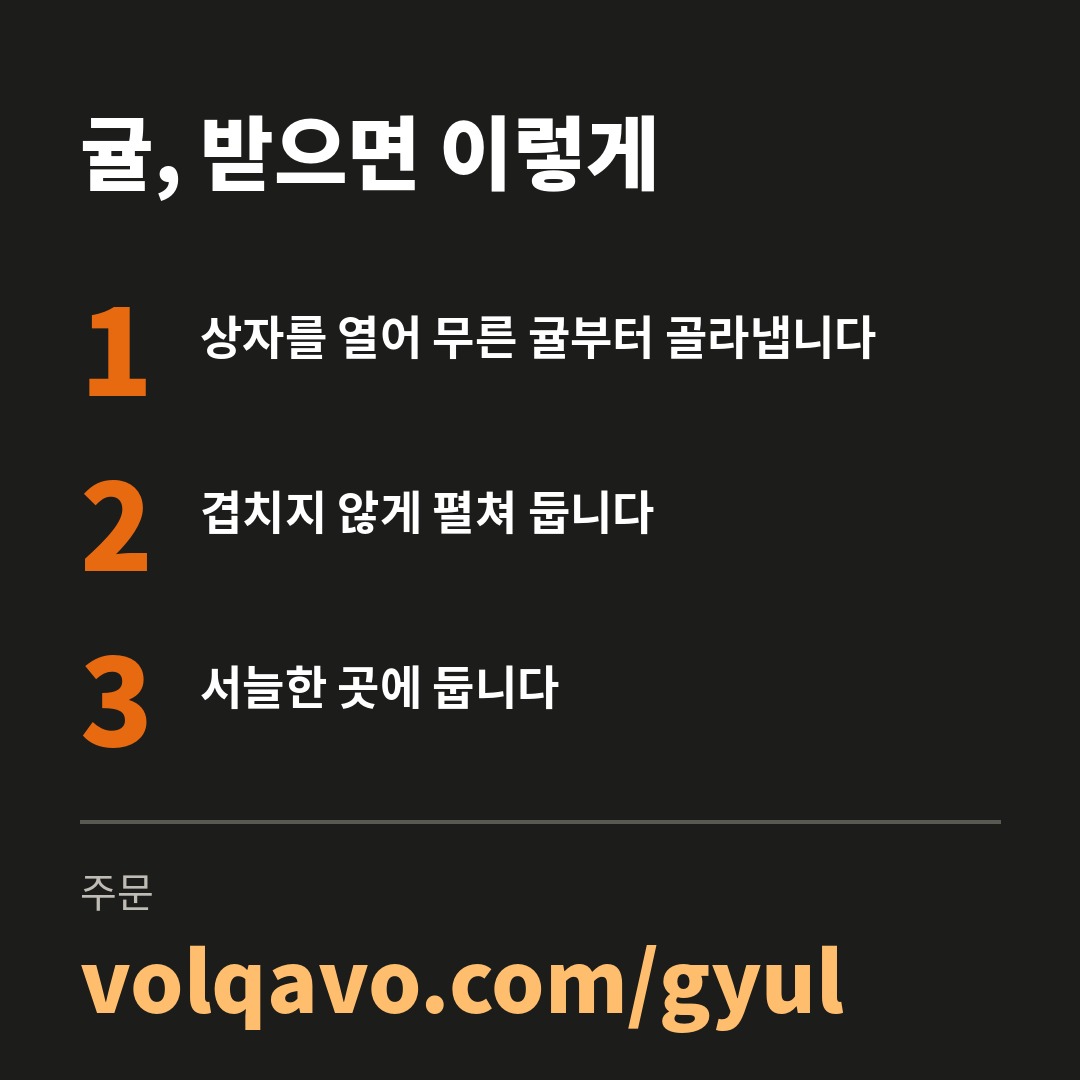 귤, 받으면 이렇게
1 상자를 열어 무른 귤부터 골라냅니다
2 겹치지 않게 펼쳐 둡니다
3 서늘한 곳에 둡니다
주문
volqavo.com/gyul